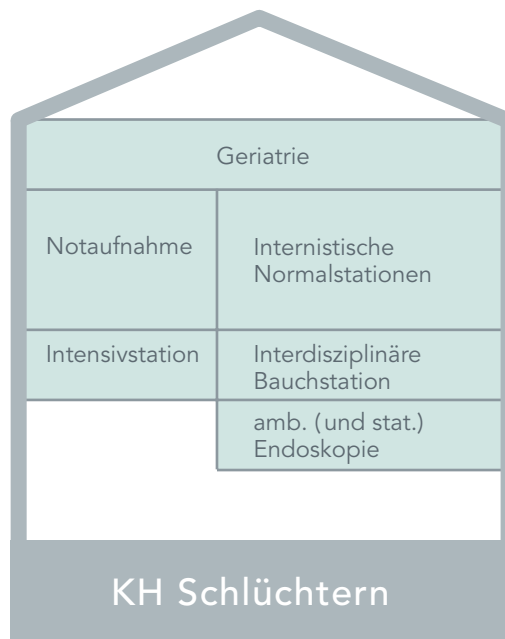 Geriatrie
Notaufnahme
Internistische
Normalstationen
Intensivstation
Interdisziplinäre
Bauchstation
amb. (und stat.)
Endoskopie
KH Schlüchtern